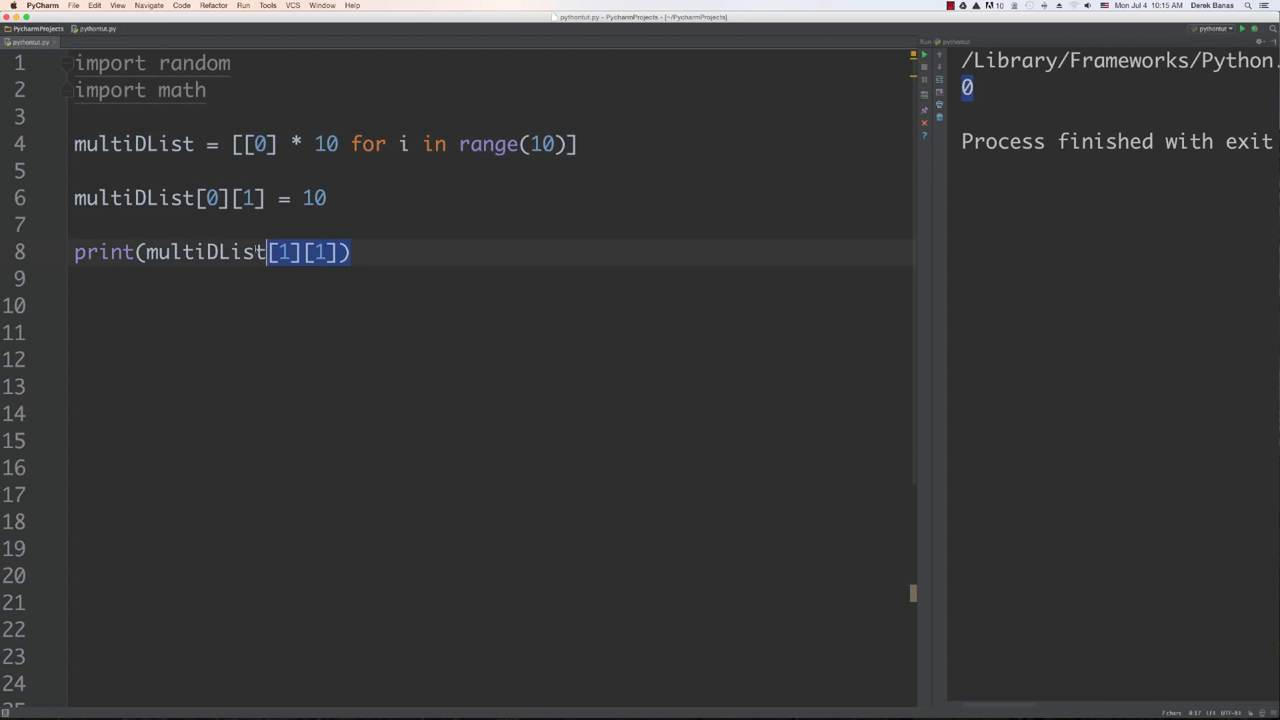 PyCharm File Edit View Navigate Code Refactor Run Tools VCS Window Help 10 Mon Jul 4 10:15 AM Derek Banas
pythontut.py - PycharmProjects - [~/PycharmProjects]
PycharmProjects pythontut.py pythontut
pythontut.py Run pythontut
1 import random
2 import math
3
4 multiDList = [[0] * 10 for i in range(10)]
5
6 multiDList[0][1] = 10
7
8 print(multiDList[1][1])
9
10
11
12
13
14
15
16
17
18
19
20
21
22
23
24
/Library/Frameworks/Python.
0
Process finished with exit
7 chars 8:37 LF‡ UTF-8‡